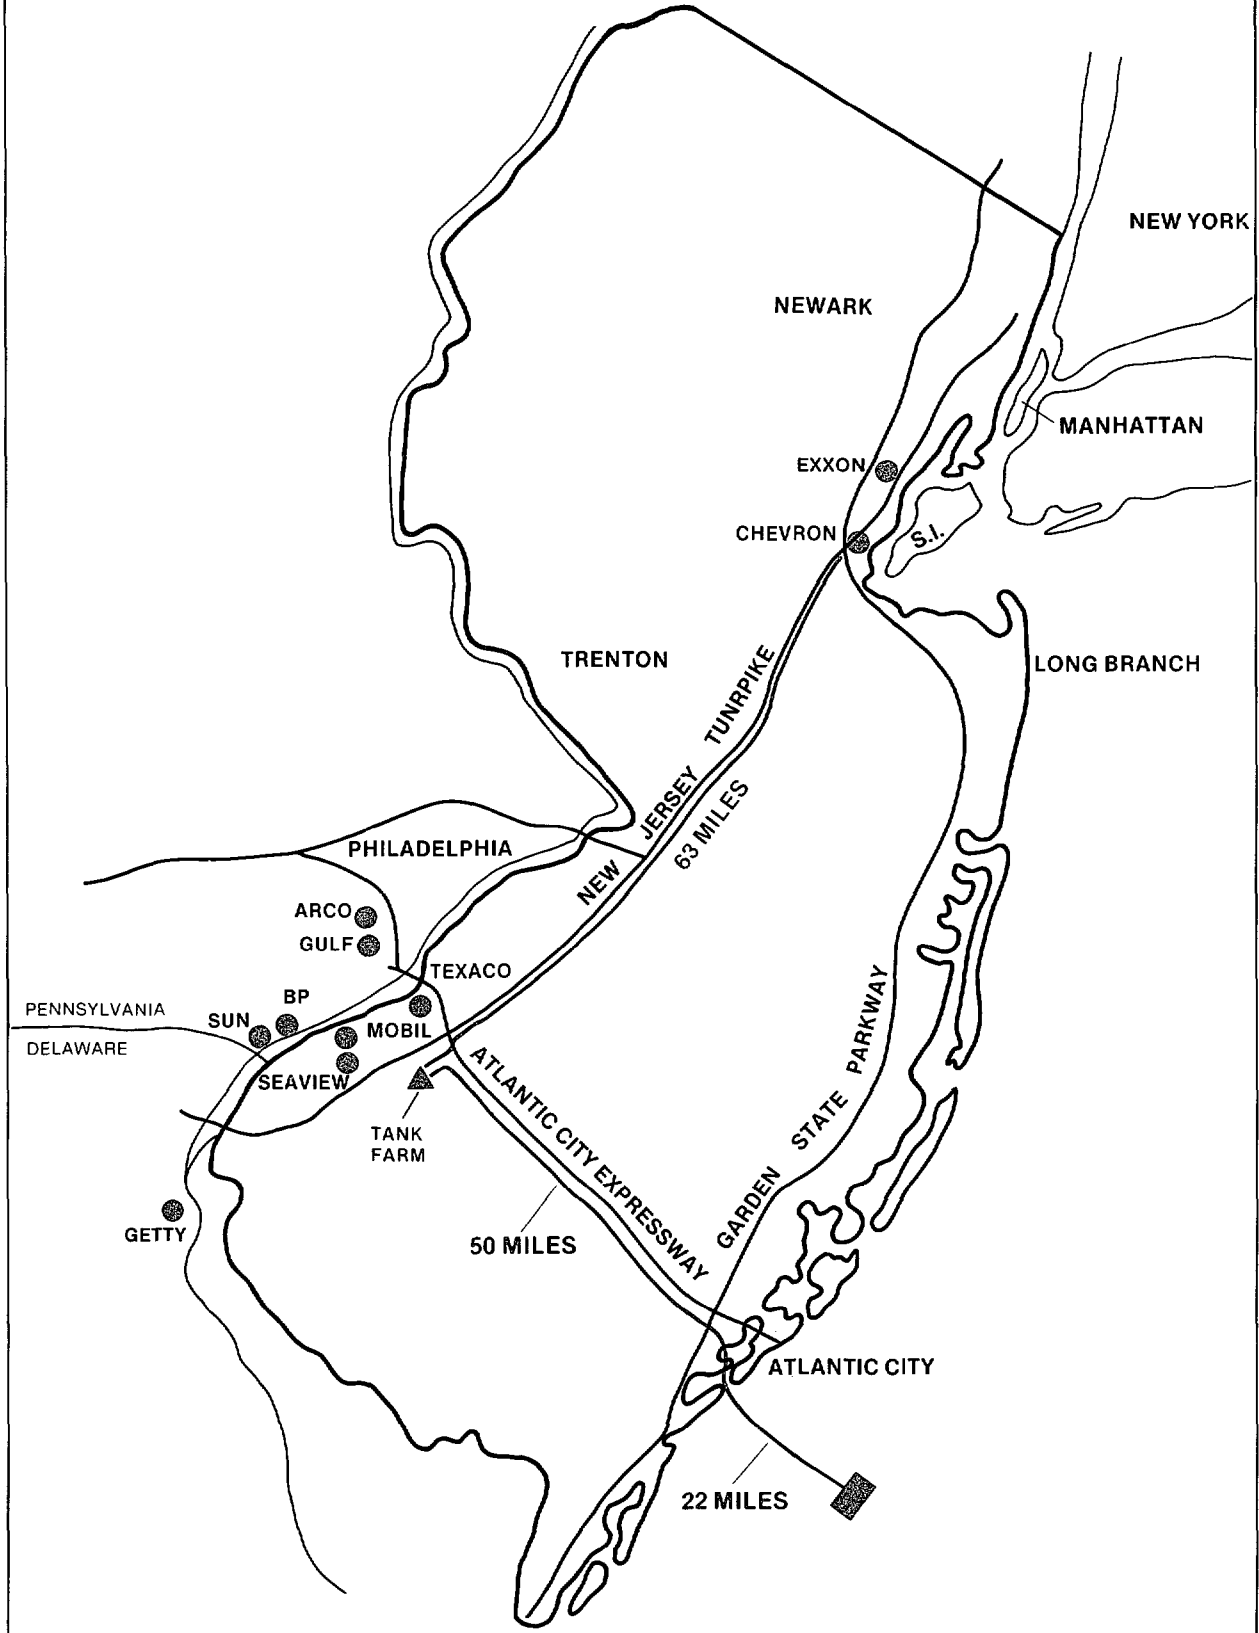 NEW YORK
NEWARK
MANHATTAN
EXXON
CHEVRON
S.I.
TRENTON
LONG BRANCH
NEW JERSEY TUNRPIKE
63 MILES
PHILADELPHIA
ARCO
GULF
TEXACO
PENNSYLVANIA
BP
SUN
MOBIL
DELAWARE
SEAVIEW
TANK
FARM
ATLANTIC CITY EXPRESSWAY
GARDEN STATE PARKWAY
GETTY
50 MILES
ATLANTIC CITY
22 MILES